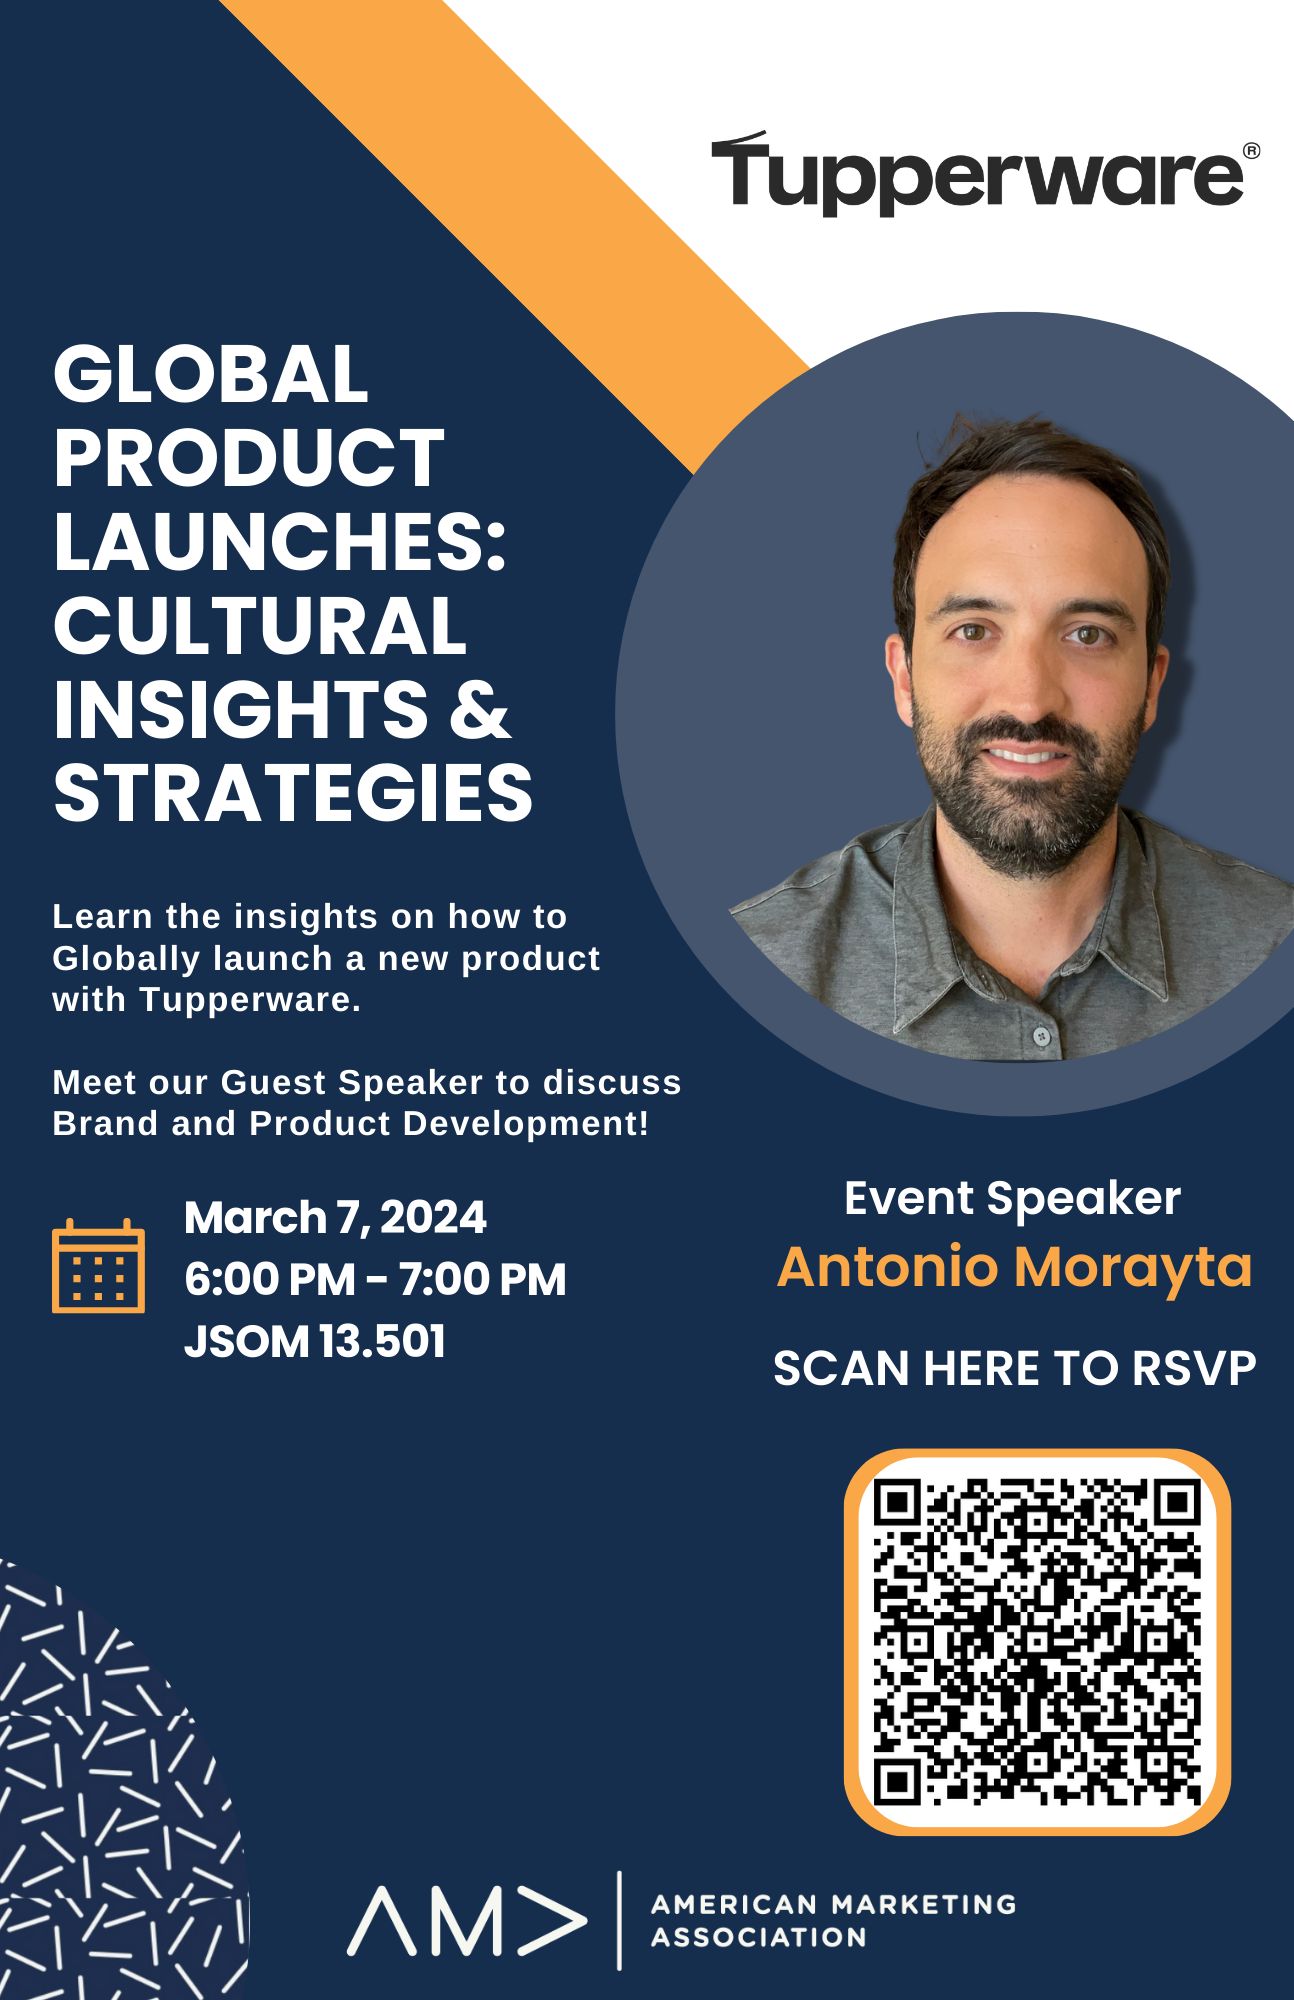 Tupperware®
GLOBAL
PRODUCT
LAUNCHES:
CULTURAL
INSIGHTS &
STRATEGIES
Learn the insights on how to
Globally launch a new product
with Tupperware.
Meet our Guest Speaker to discuss
Brand and Product Development!
March 7, 2024
6:00 PM - 7:00 PM
JSOM 13.501
Event Speaker
Antonio Morayta
SCAN HERE TO RSVP
AMA
AMERICAN MARKETING
ASSOCIATION